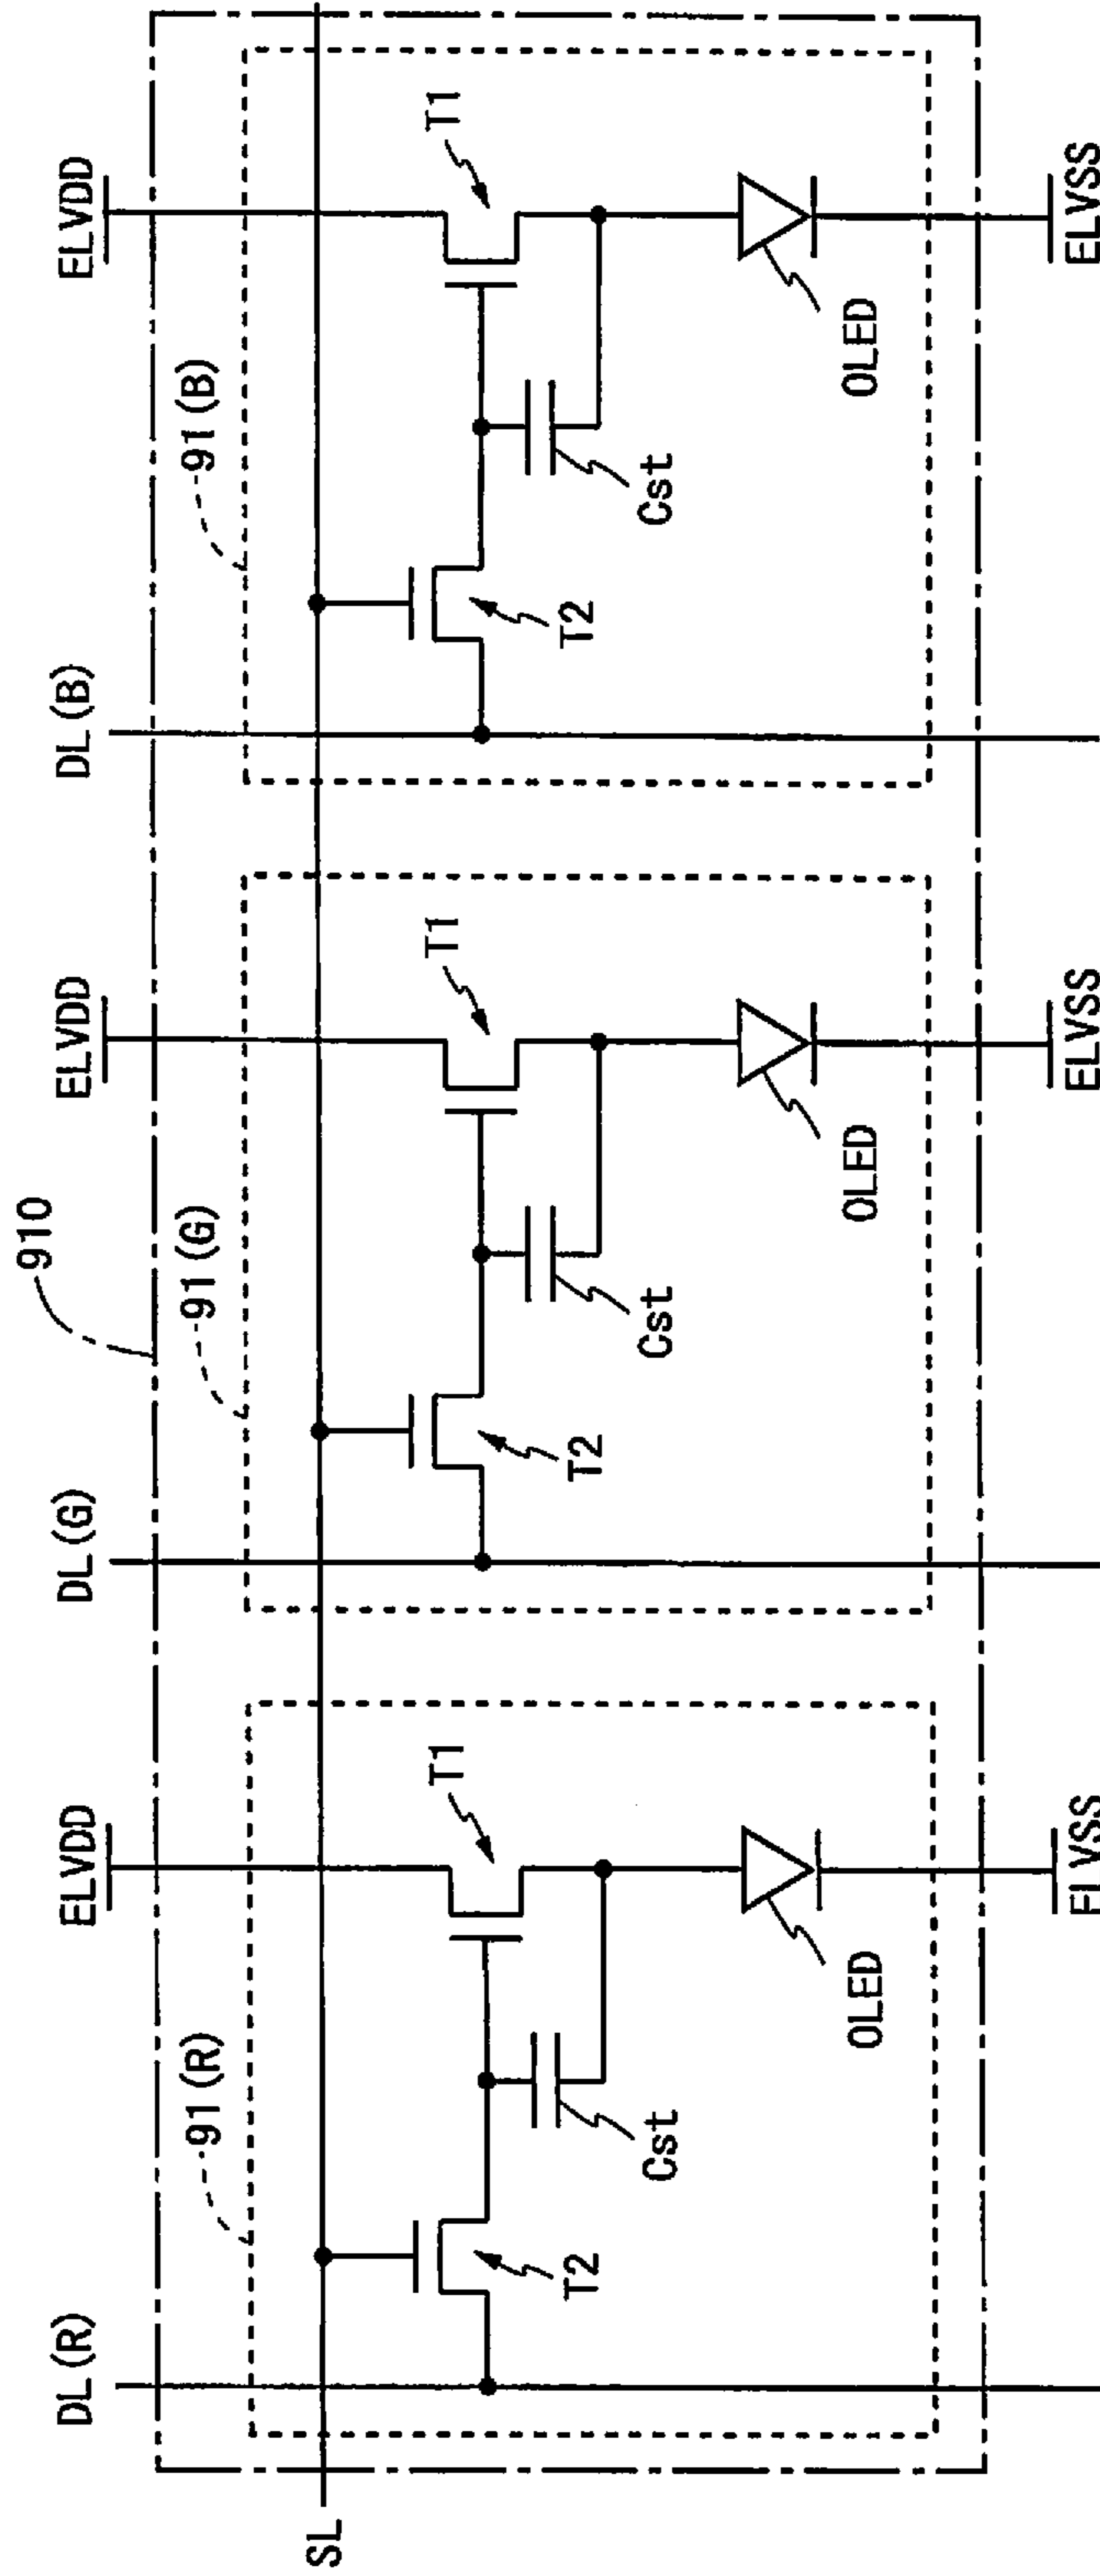 910
DL(R)
ELVDD
DL(G)
ELVDD
DL(B)
ELVDD
91(R)
91(G)
91(B)
SL
T1
T1
T1
T2
T2
T2
Cst
Cst
Cst
OLED
OLED
OLED
ELVSS
ELVSS
ELVSS